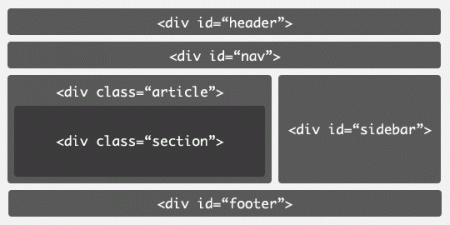 <div id=“header”>
<div id=“nav”>
<div class=“article”>
<div class=“section”>
<div id=“sidebar”>
<div id=“footer”>